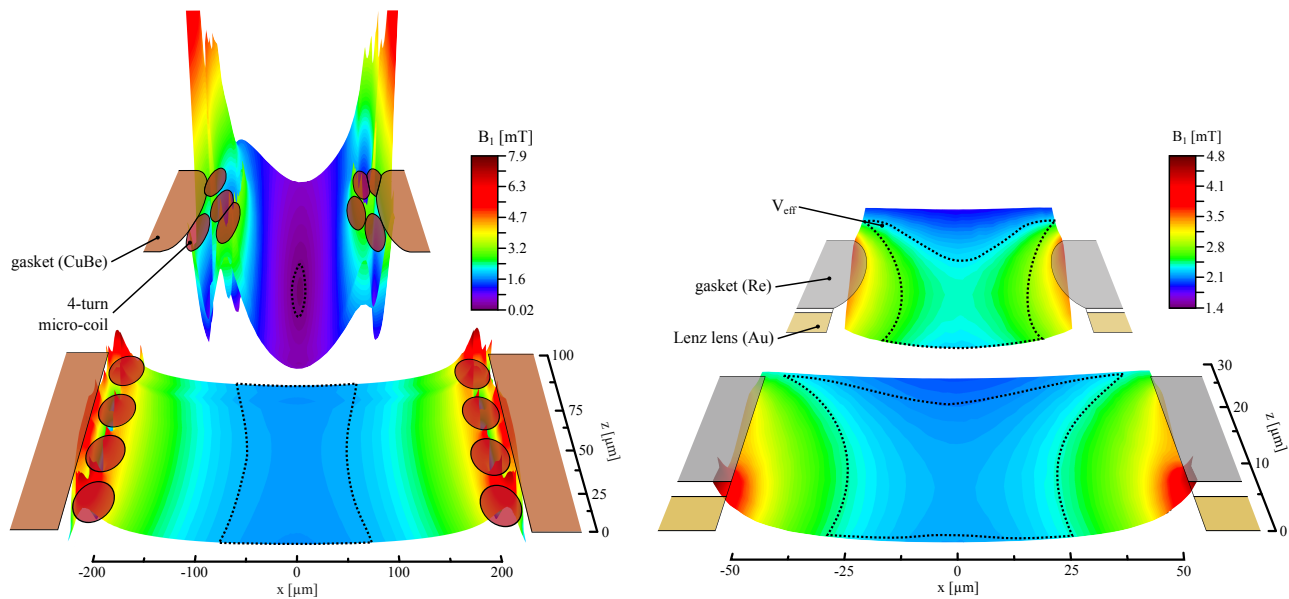 B1 [mT]
7.9
6.3
4.7
3.2
1.6
0.02
gasket (CuBe)
4-turn
micro-coil
100
75
50
25
0
z [µm]
-200
-100
0
100
200
x [µm]
B1 [mT]
4.8
4.1
3.5
2.8
2.1
1.4
Veff
gasket (Re)
Lenz lens (Au)
30
20
10
0
z [µm]
-50
-25
0
25
50
x [µm]